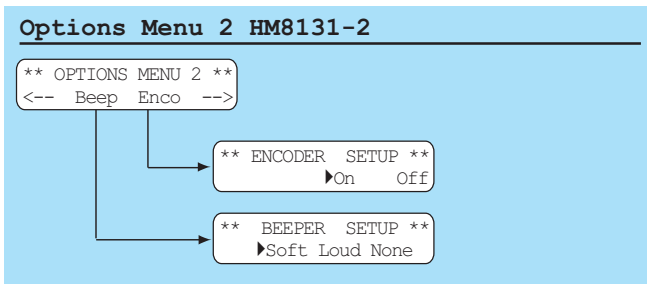 Options Menu 2 HM8131-2
** OPTIONS MENU 2 **
<-- Beep Enco -->
** ENCODER SETUP **
▶On Off
** BEEPER SETUP **
▶Soft Loud None